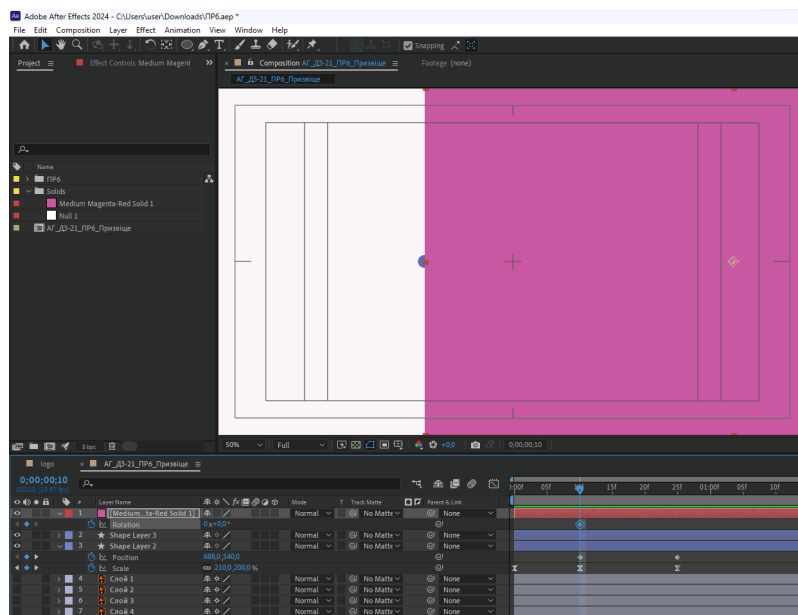 Adobe After Effects 2024 - C:\Users\user\Downloads\ПР6.aep *
File Edit Composition Layer Effect Animation View Window Help
Snapping
Project
Effect Controls Medium Magent
Composition АГ_ДЗ-21_ПР6_Призвіще
Footage (none)
АГ_ДЗ-21_ПР6_Призвіще
Name
ПР6
Solids
Medium Magenta-Red Solid 1
Null 1
АГ_ДЗ-21_ПР6_Призвіще
8 bpc
50% Full +0,0 0;00;00;10
logo АГ_ДЗ-21_ПР6_Призвіще
0;00;00;10
00010 (29.97 fps)
:00f 05f 10f 15f 20f 25f 01:00f 05f 10f
# Layer Name Mode T Track Matte Parent & Link
1 [Medium...ta-Red Solid 1] Normal No Matte None
Rotation 0x+0,0°
2 Shape Layer 3 Normal No Matte None
3 Shape Layer 2 Normal No Matte None
Position 688,0,540,0
Scale 210,0,200,0 %
4 Слой 1 Normal No Matte None
5 Слой 2 Normal No Matte None
6 Слой 3 Normal No Matte None
7 Слой 4 Normal No Matte None